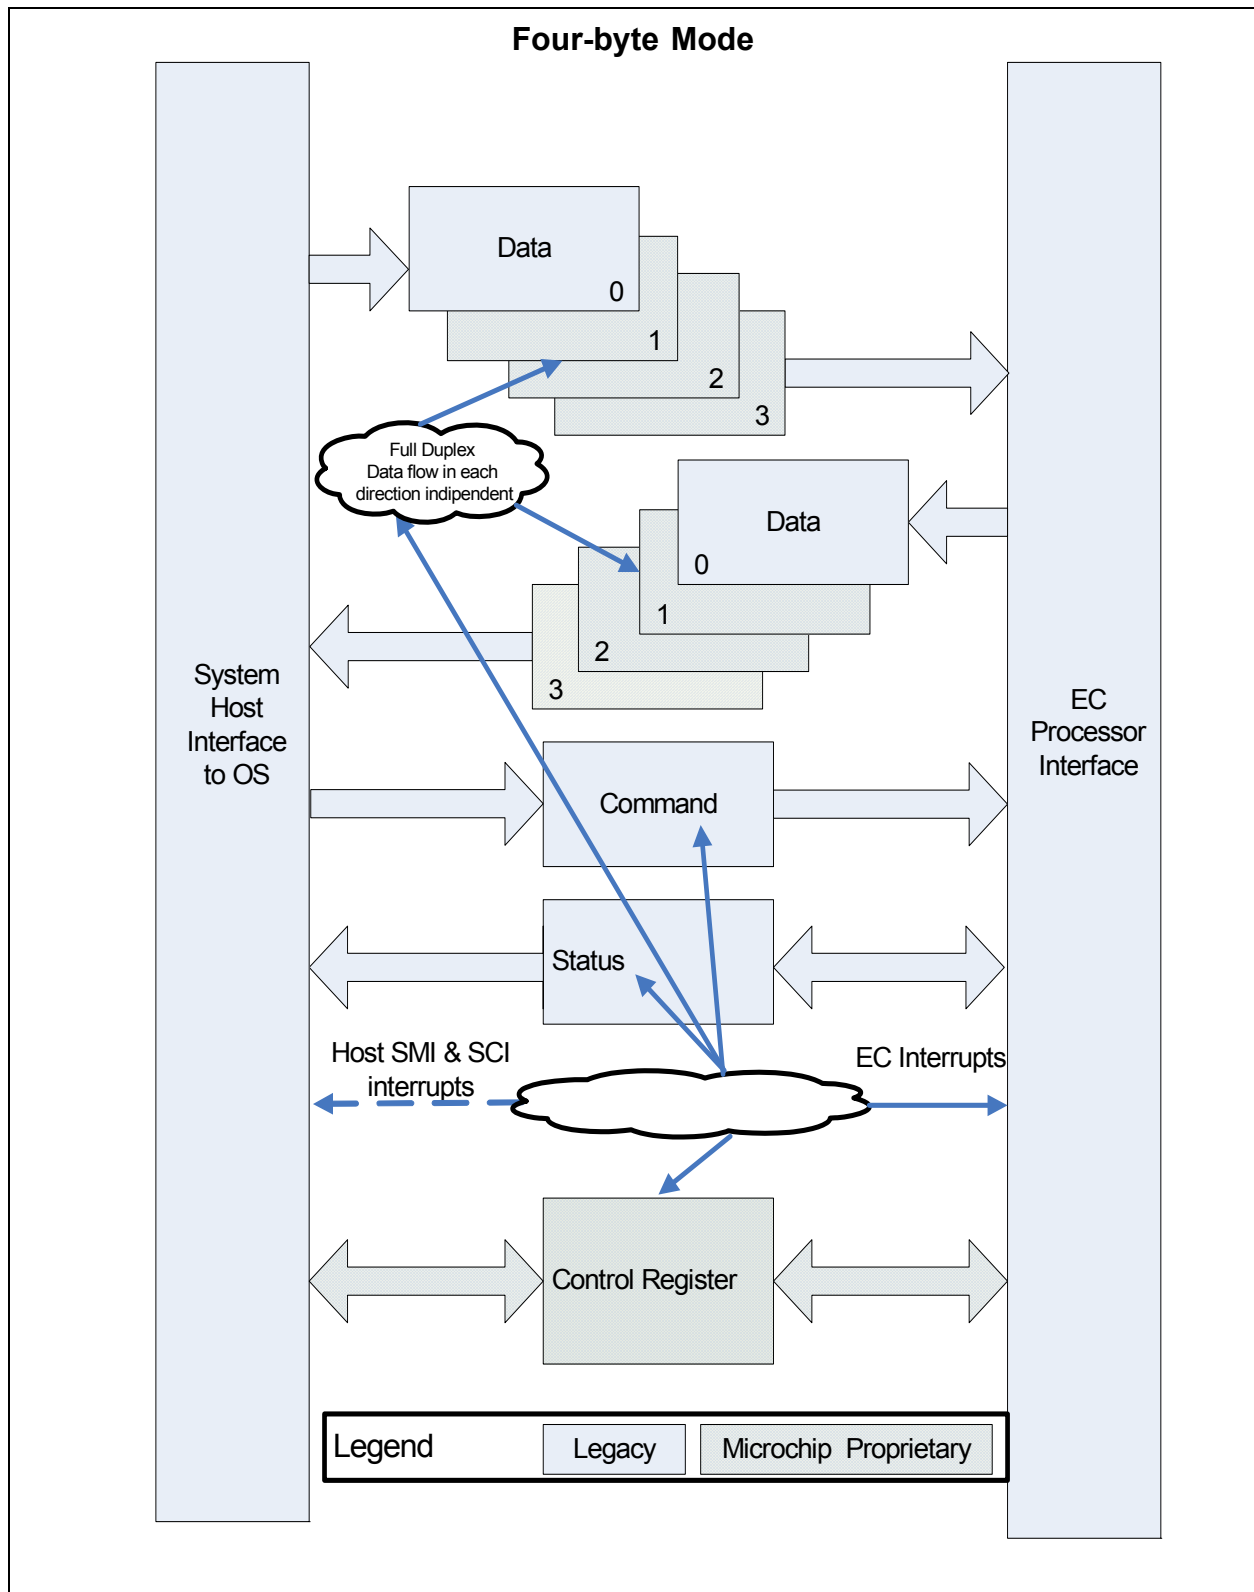 Four-byte Mode
Data
0
1
2
3
Full Duplex
Data flow in each
direction indipendent
Data
0
1
2
3
System
Host
Interface
to OS
EC
Processor
Interface
Command
Status
Host SMI & SCI
interrupts
EC Interrupts
Control Register
Legend
Legacy
Microchip Proprietary